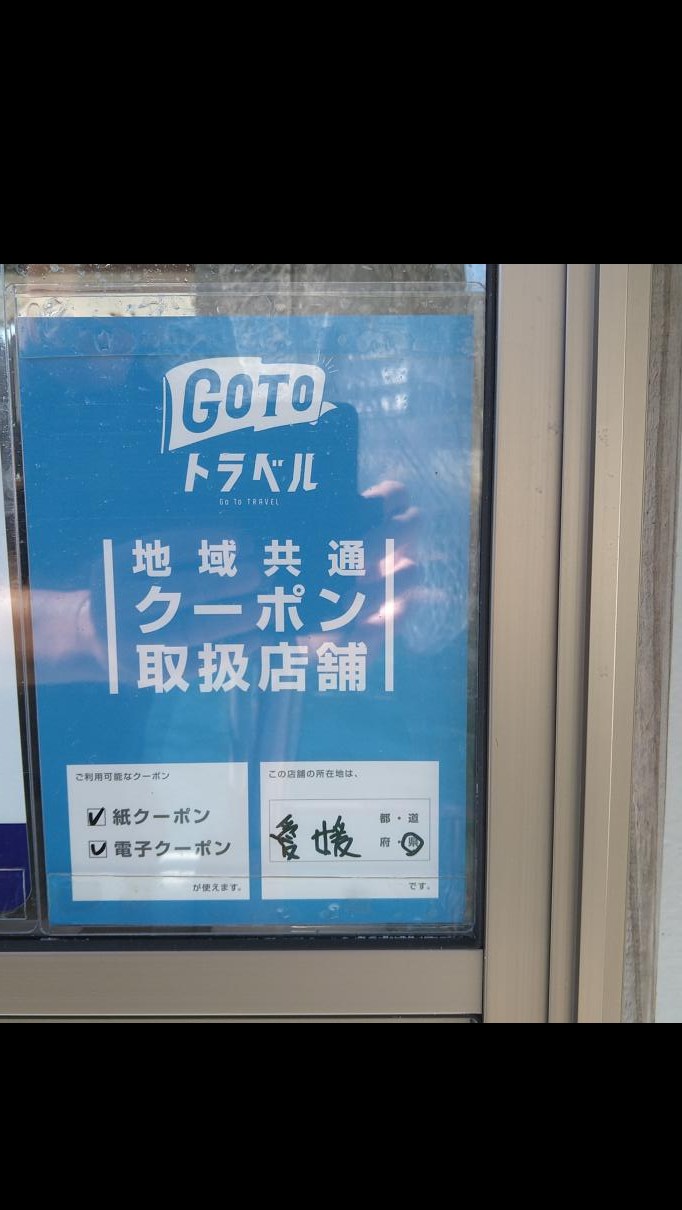 GOTO
トラベル
Go To TRAVEL
地域共通
クーポン
取扱店舗
ご利用可能なクーポン
紙クーポン
電子クーポン
が使えます。
この店舗の所在地は、
都・道
愛媛 府・県
です。